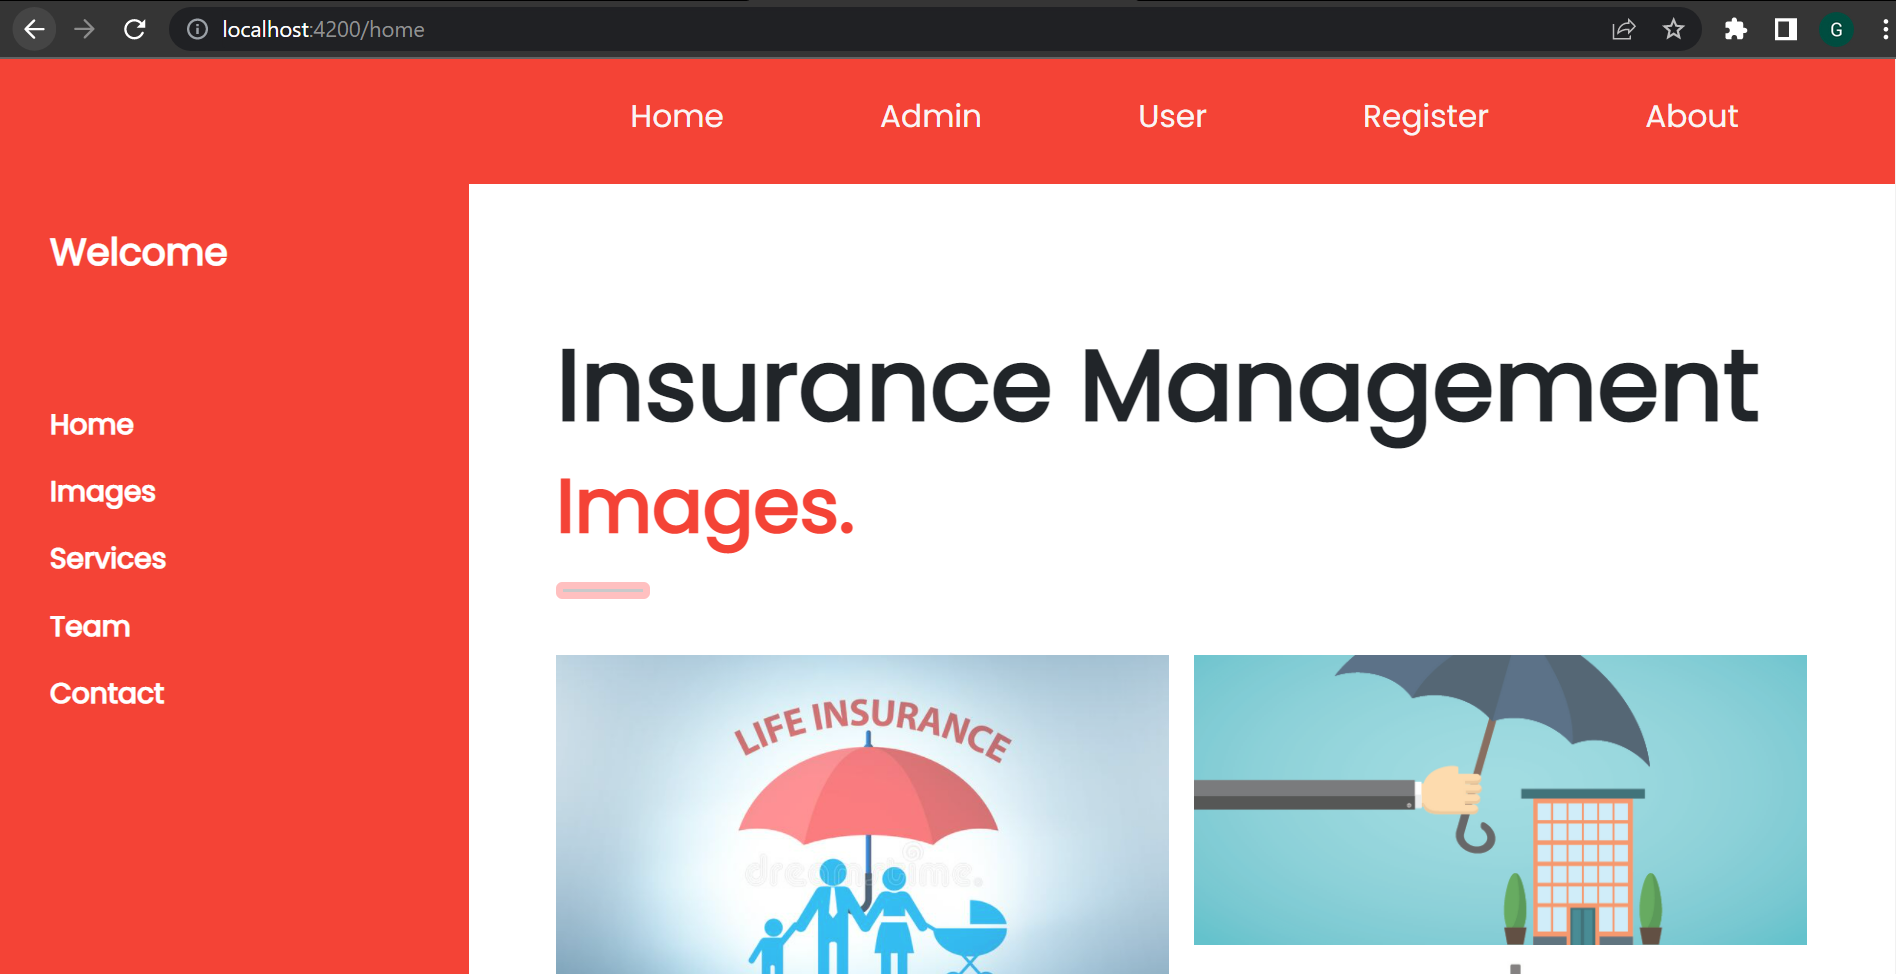 localhost:4200/home
G
Home Admin User Register About
Welcome
Home
Images
Services
Team
Contact
Insurance Management
Images.
LIFE INSURANCE
dreamstime.